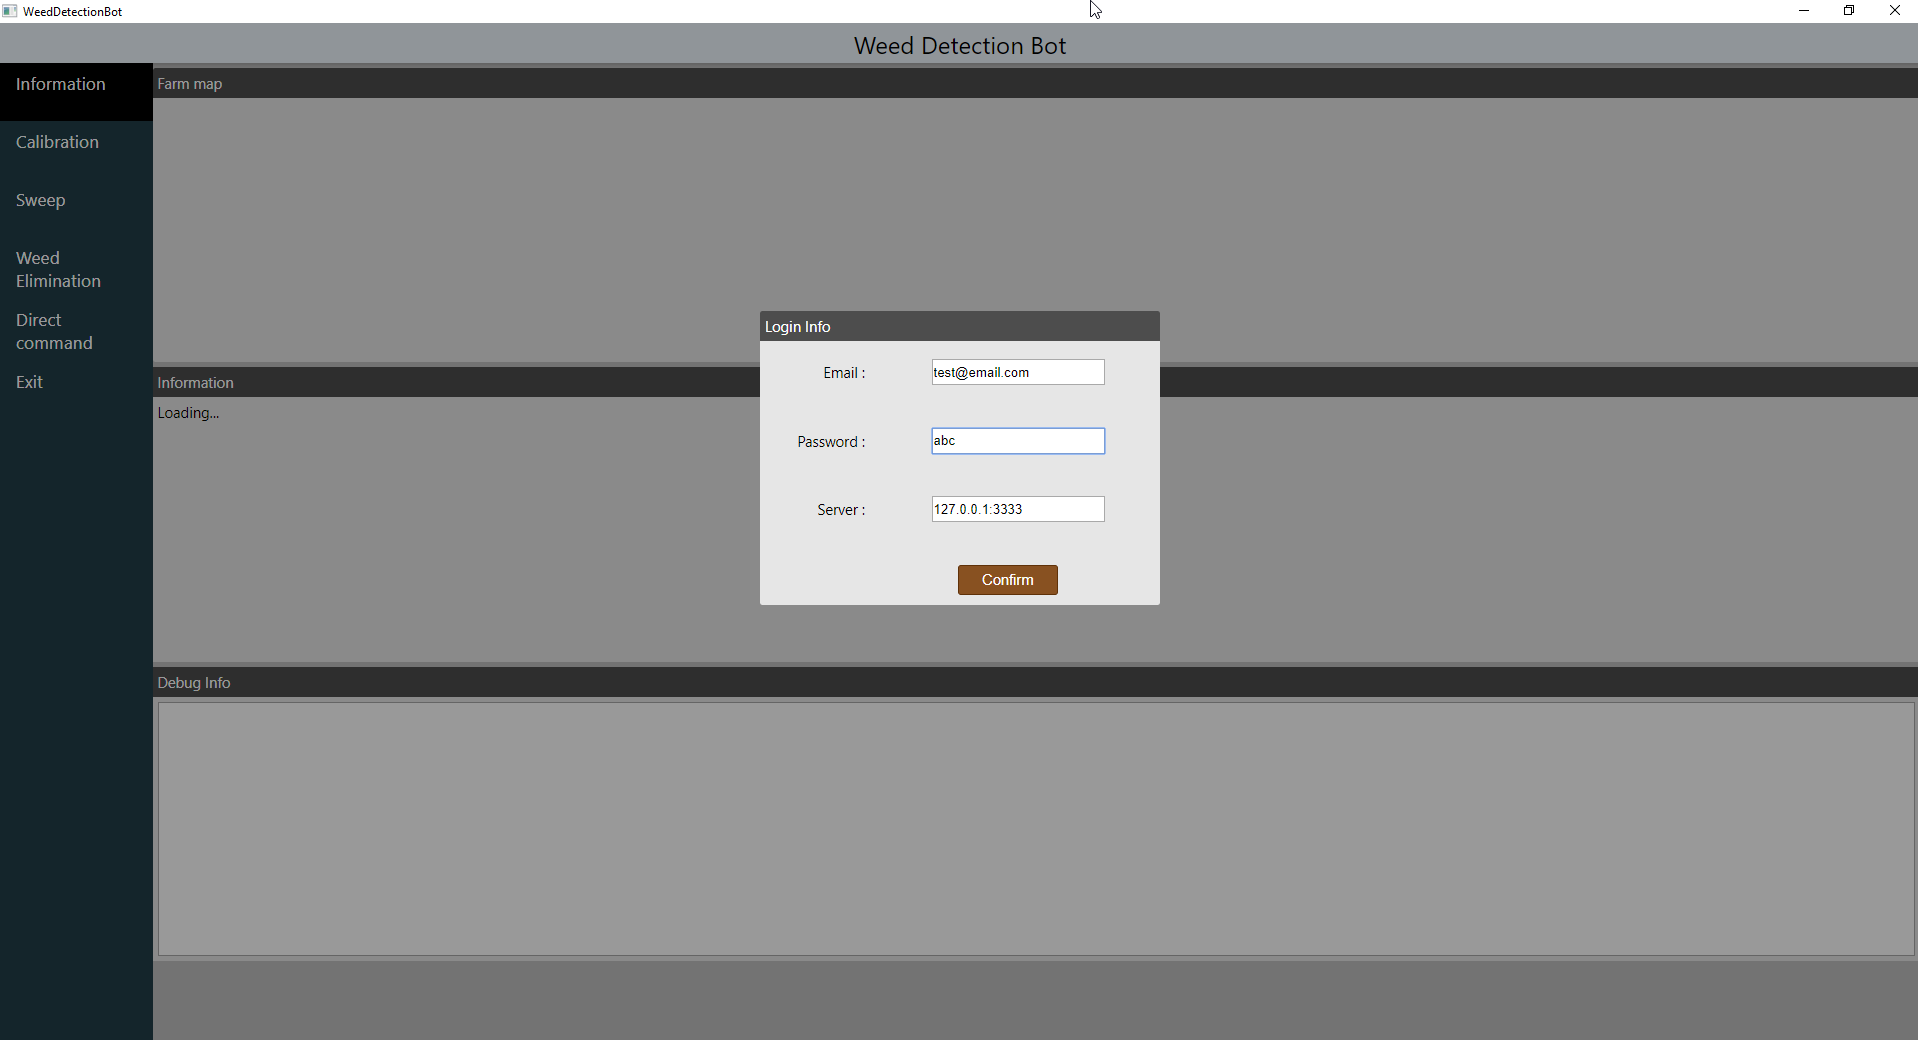 WeedDetectionBot
Weed Detection Bot
Information
Calibration
Sweep
Weed
Elimination
Direct
command
Exit
Farm map
Information
Loading...
Login Info
Email :
test@email.com
Password :
abc
Server :
127.0.0.1:3333
Confirm
Debug Info